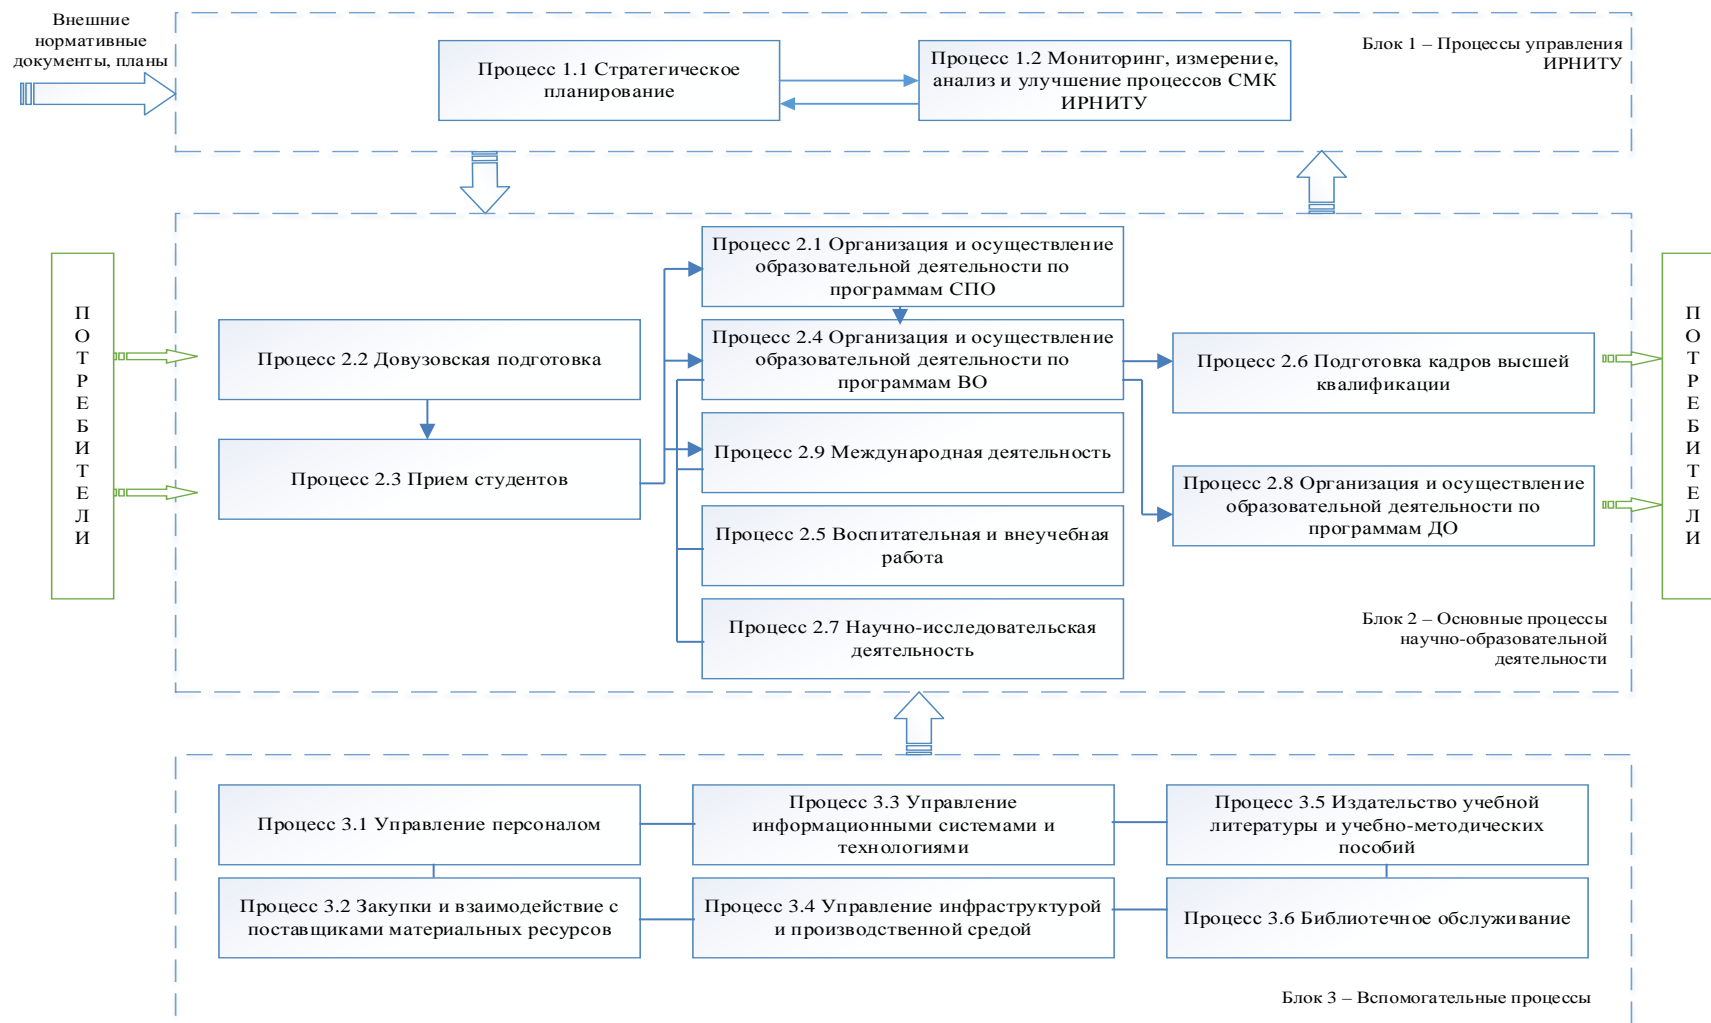 Внешние
нормативные
документы, планы
Процесс 1.1 Стратегическое
планирование
Процесс 1.2 Мониторинг, измерение,
анализ и улучшение процессов СМК
ИРНИТУ
Блок 1 – Процессы управления
ИРНИТУ
П
О
Т
Р
Е
Б
И
Т
Е
Л
И
Процесс 2.2 Довузовская подготовка
Процесс 2.3 Прием студентов
Процесс 2.1 Организация и осуществление
образовательной деятельности по
программам СПО
Процесс 2.4 Организация и осуществление
образовательной деятельности по
программам ВО
Процесс 2.9 Международная деятельность
Процесс 2.5 Воспитательная и внеучебная
работа
Процесс 2.7 Научно-исследовательская
деятельность
Процесс 2.6 Подготовка кадров высшей
квалификации
Процесс 2.8 Организация и осуществление
образовательной деятельности по
программам ДО
П
О
Т
Р
Е
Б
И
Т
Е
Л
И
Блок 2 – Основные процессы
научно-образовательной
деятельности
Процесс 3.1 Управление персоналом
Процесс 3.3 Управление
информационными системами и
технологиями
Процесс 3.5 Издательство учебной
литературы и учебно-методических
пособий
Процесс 3.2 Закупки и взаимодействие с
поставщиками материальных ресурсов
Процесс 3.4 Управление инфраструктурой
и производственной средой
Процесс 3.6 Библиотечное обслуживание
Блок 3 – Вспомогательные процессы